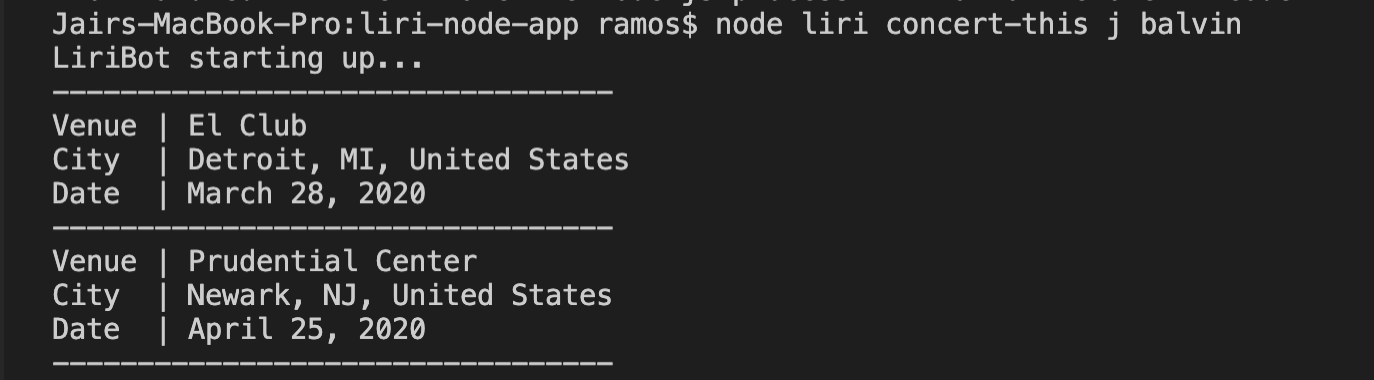 Jairs-MacBook-Pro:liri-node-app ramos$ node liri concert-this j balvin
LiriBot starting up...
---------------------------------
Venue | El Club
City  | Detroit, MI, United States
Date  | March 28, 2020
---------------------------------
Venue | Prudential Center
City  | Newark, NJ, United States
Date  | April 25, 2020
---------------------------------